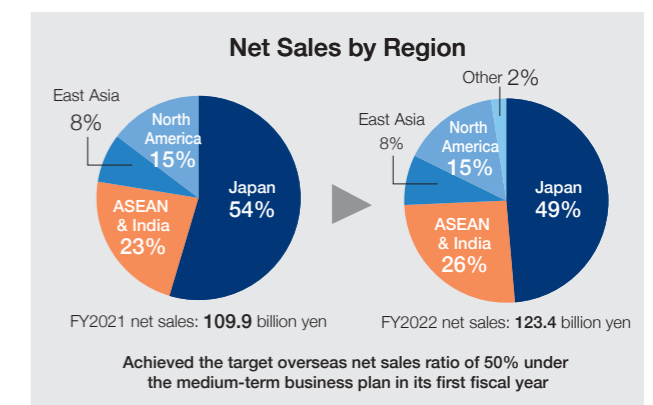 Net Sales by Region
East Asia
8%
North
America
15%
Japan
54%
ASEAN
& India
23%
FY2021 net sales: 109.9 billion yen
Other 2%
East Asia
8%
North
America
15%
Japan
49%
ASEAN
& India
26%
FY2022 net sales: 123.4 billion yen
Achieved the target overseas net sales ratio of 50% under
the medium-term business plan in its first fiscal year